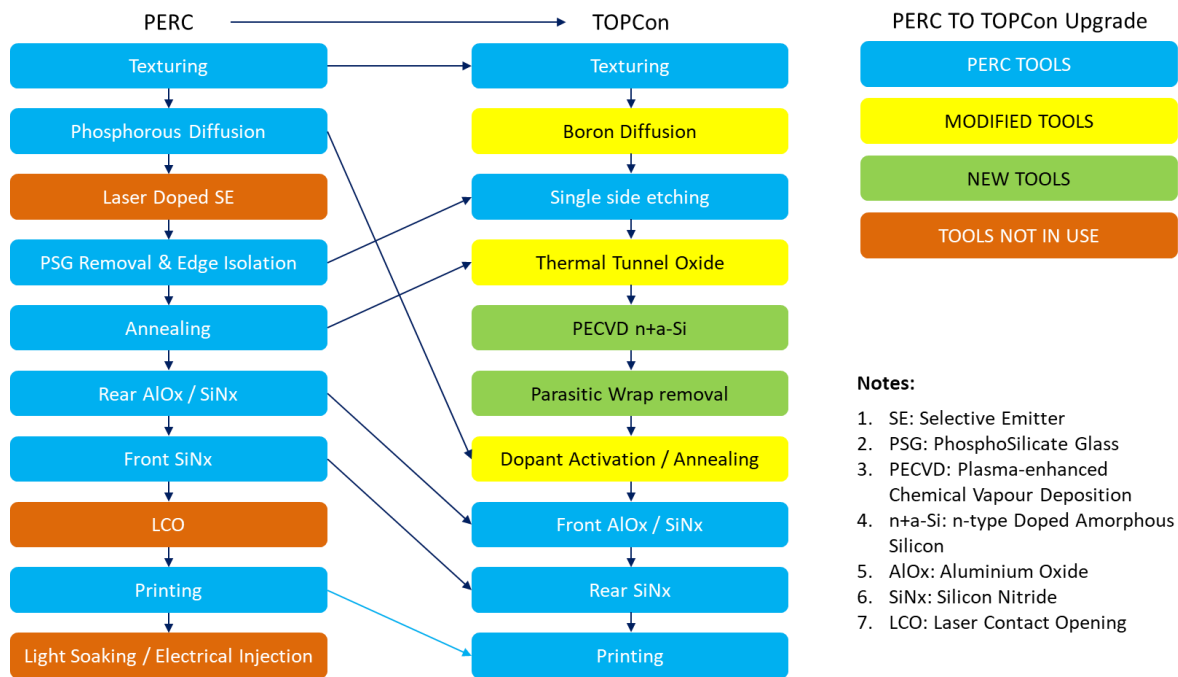 PERC
TOPCon
PERC TO TOPCon Upgrade
Texturing
Phosphorous Diffusion
Laser Doped SE
PSG Removal & Edge Isolation
Annealing
Rear AlOx / SiNx
Front SiNx
LCO
Printing
Light Soaking / Electrical Injection
Texturing
Boron Diffusion
Single side etching
Thermal Tunnel Oxide
PECVD n+a-Si
Parasitic Wrap removal
Dopant Activation / Annealing
Front AlOx / SiNx
Rear SiNx
Printing
PERC TOOLS
MODIFIED TOOLS
NEW TOOLS
TOOLS NOT IN USE
Notes:
1. SE: Selective Emitter
2. PSG: PhosphoSilicate Glass
3. PECVD: Plasma-enhanced
Chemical Vapour Deposition
4. n+a-Si: n-type Doped Amorphous
Silicon
5. AlOx: Aluminium Oxide
6. SiNx: Silicon Nitride
7. LCO: Laser Contact Opening